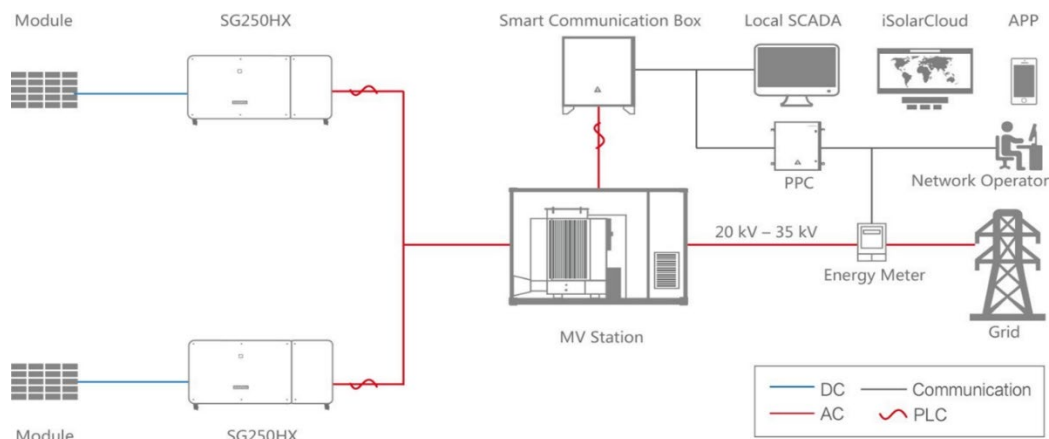 Module
SG250HX
Smart Communication Box
Local SCADA
iSolarCloud
APP
PPC
Network Operator
20 kV – 35 kV
Energy Meter
MV Station
Grid
DC
Communication
AC
PLC
Module
SG250HX